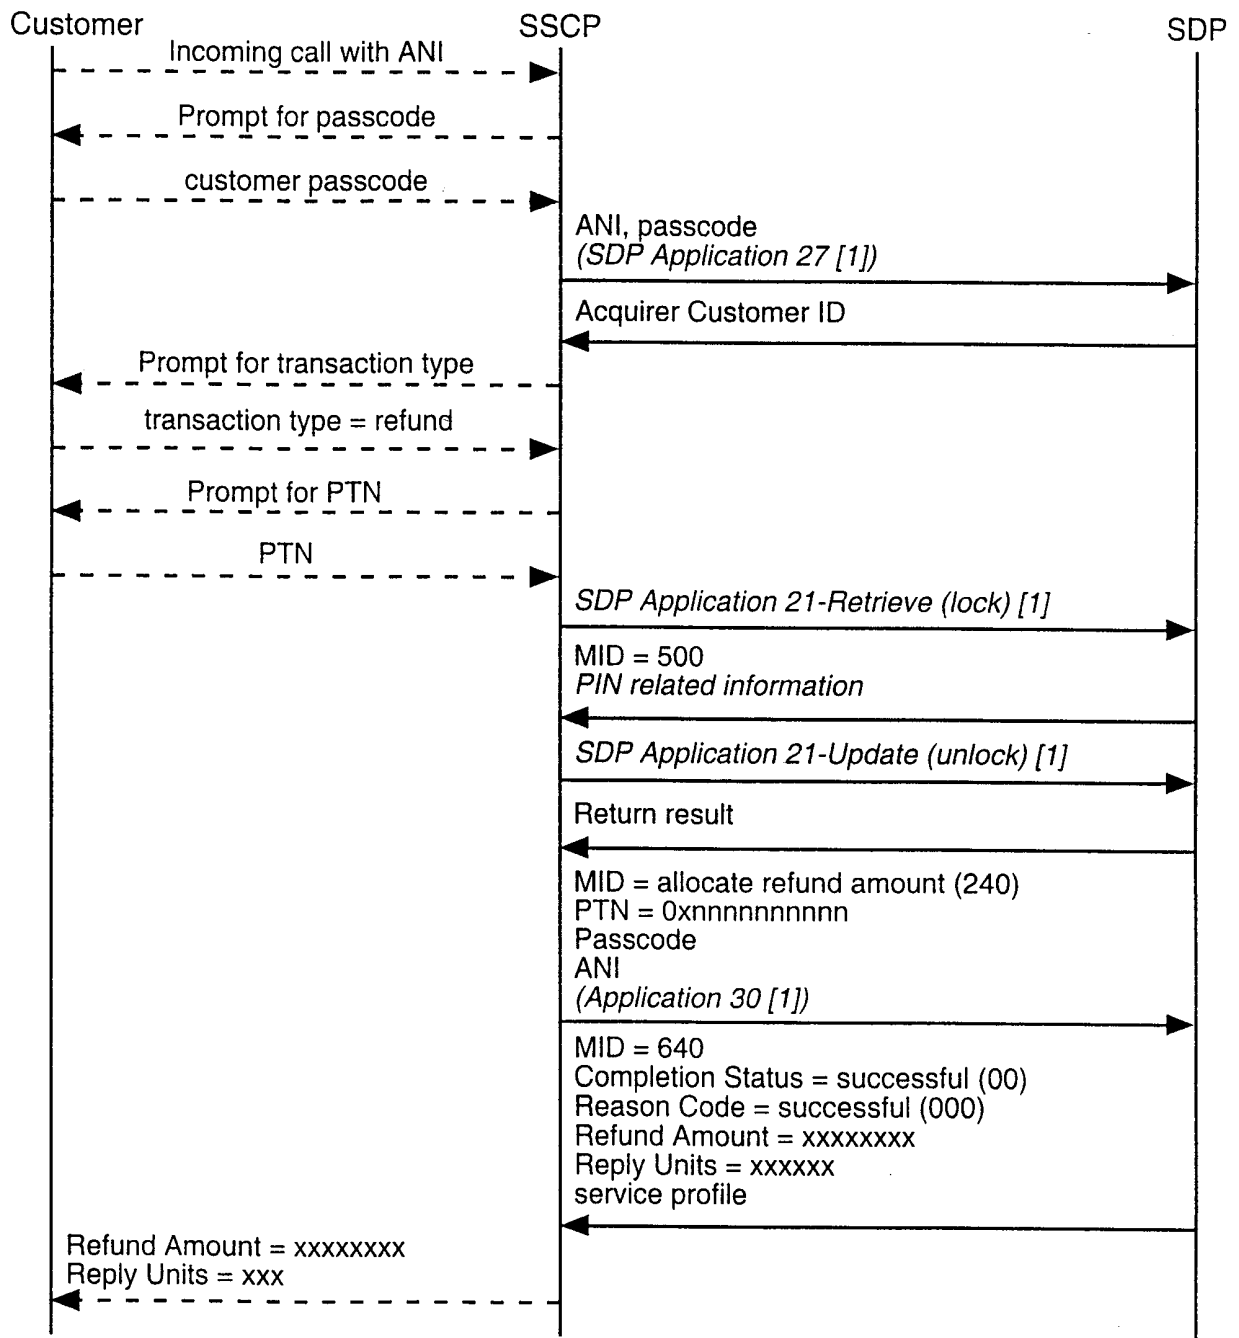 Customer
SSCP
SDP
Incoming call with ANI
Prompt for passcode
customer passcode
ANI, passcode
(SDP Application 27 [1])
Acquirer Customer ID
Prompt for transaction type
transaction type = refund
Prompt for PTN
PTN
SDP Application 21-Retrieve (lock) [1]
MID = 500
PIN related information
SDP Application 21-Update (unlock) [1]
Return result
MID = allocate refund amount (240)
PTN = 0xnnnnnnnnnn
Passcode
ANI
(Application 30 [1])
MID = 640
Completion Status = successful (00)
Reason Code = successful (000)
Refund Amount = xxxxxxxx
Reply Units = xxxxxx
service profile
Refund Amount = xxxxxxxx
Reply Units = xxx